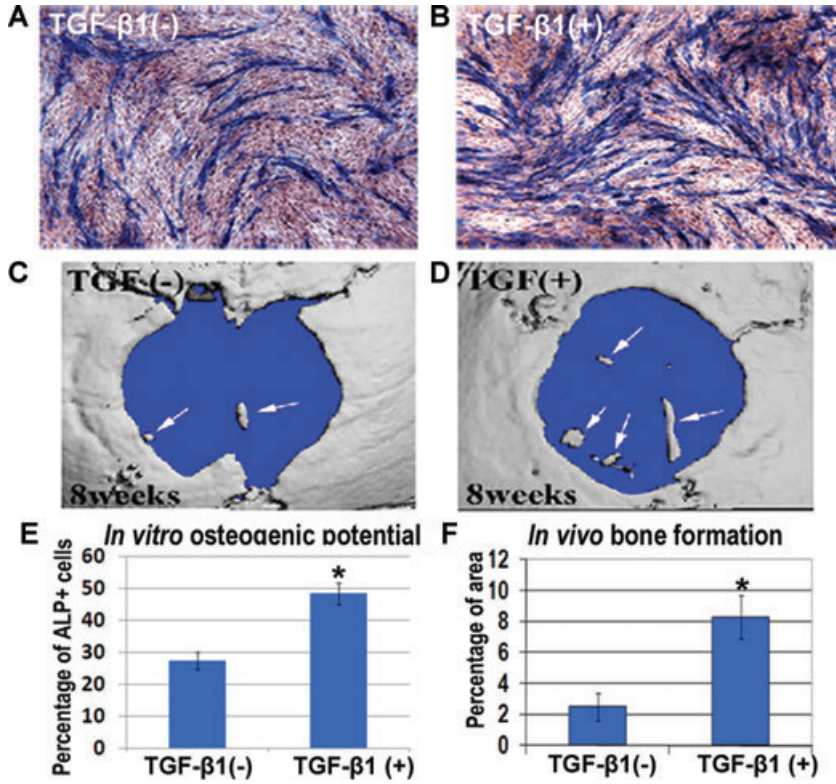 A
TGF-β1(-)
B
TGF-β1(+)
C
TGF (-)
8weeks
D
TGF(+)
8weeks
E
In vitro osteogenic potential
Percentage of ALP+ cells
60
50
40
30
20
10
0
TGF-β1(-)
TGF-β1 (+)
*
F
In vivo bone formation
Percentage of area
12
10
8
6
4
2
0
TGF-β1(-)
TGF-β1 (+)
*